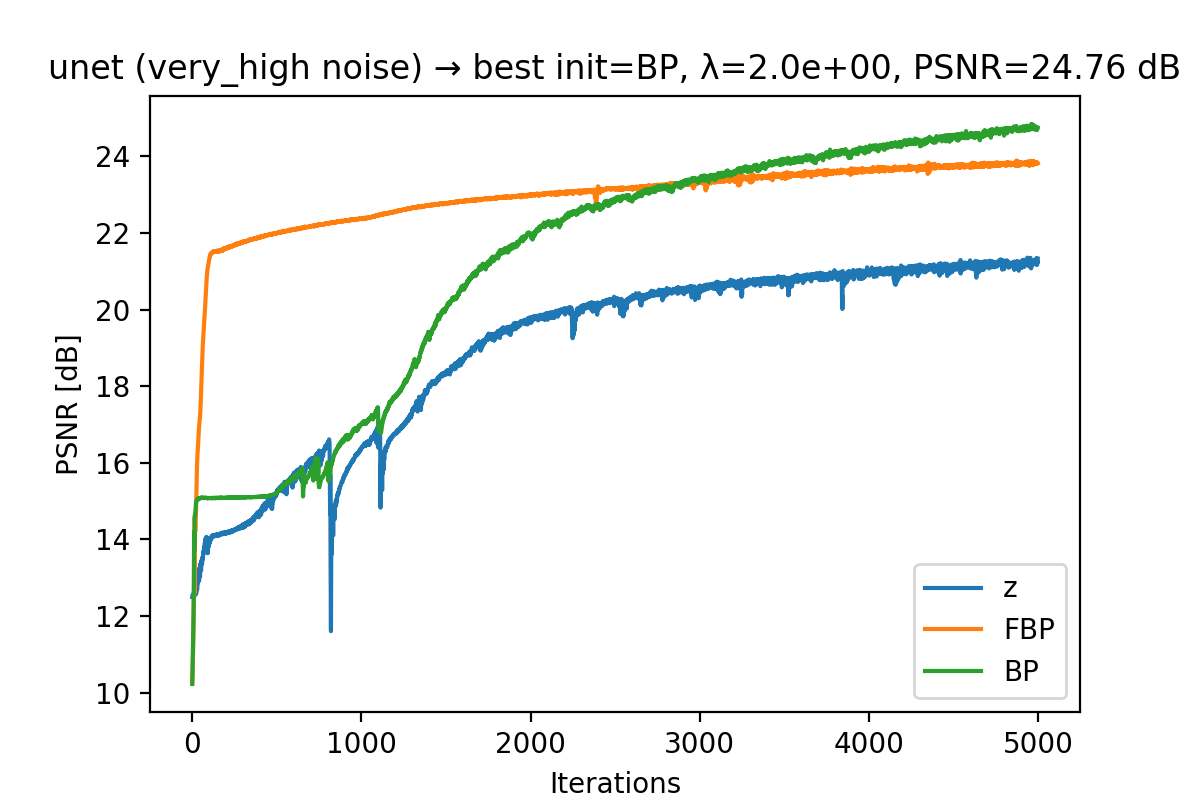 unet (very_high noise) → best init=BP, λ=2.0e+00, PSNR=24.76 dB
PSNR [dB]
24
22
20
18
16
14
12
10
0 1000 2000 3000 4000 5000
Iterations
z
FBP
BP